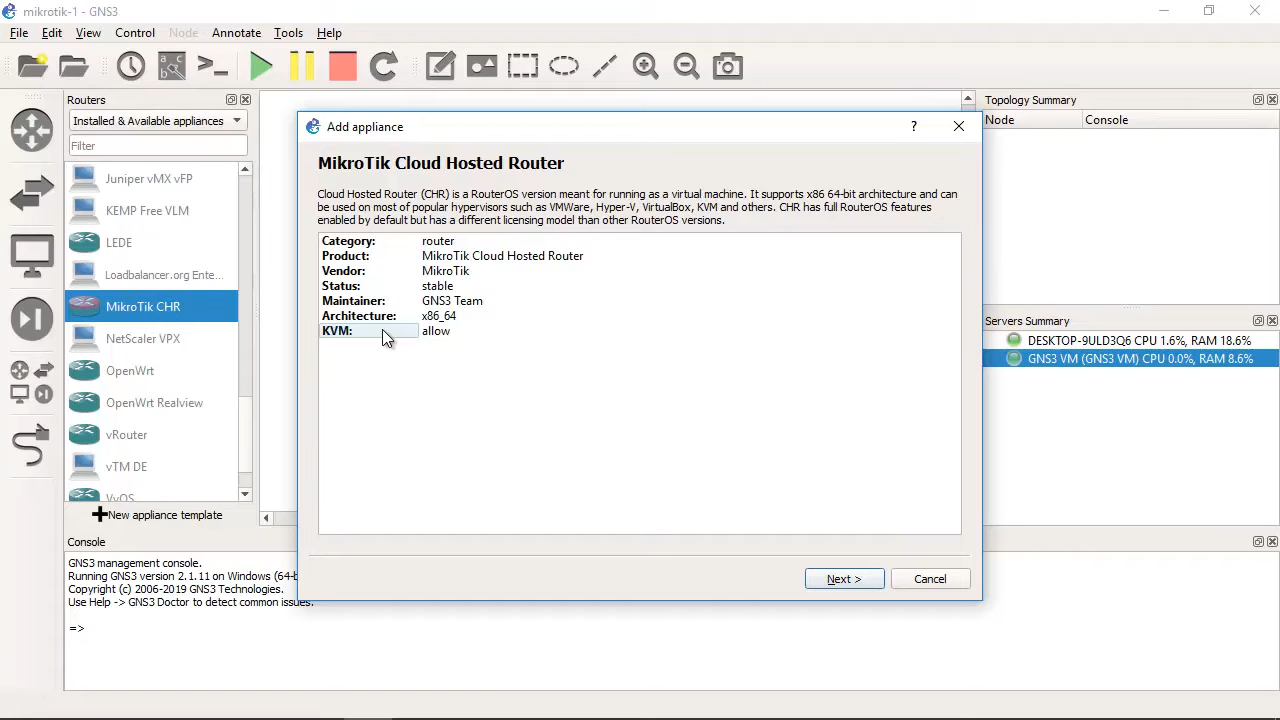 mikrotik-1 - GNS3
File Edit View Control Node Annotate Tools Help
Routers
Installed & Available appliances
Filter
Juniper vMX vFP
KEMP Free VLM
LEDE
Loadbalancer.org Ente...
MikroTik CHR
NetScaler VPX
OpenWrt
OpenWrt Realview
vRouter
vTM DE
VyOS
New appliance template
Add appliance
?
MikroTik Cloud Hosted Router
Cloud Hosted Router (CHR) is a RouterOS version meant for running as a virtual machine. It supports x86 64-bit architecture and can
be used on most of popular hypervisors such as VMWare, Hyper-V, VirtualBox, KVM and others. CHR has full RouterOS features
enabled by default but has a different licensing model than other RouterOS versions.
Category: router
Product: MikroTik Cloud Hosted Router
Vendor: MikroTik
Status: stable
Maintainer: GNS3 Team
Architecture: x86_64
KVM: allow
Next >
Cancel
Topology Summary
Node Console
Servers Summary
DESKTOP-9ULD3Q6 CPU 1.6%, RAM 18.6%
GNS3 VM (GNS3 VM) CPU 0.0%, RAM 8.6%
Console
GNS3 management console.
Running GNS3 version 2.1.11 on Windows (64-b
Copyright (c) 2006-2019 GNS3 Technologies.
Use Help -> GNS3 Doctor to detect common issues.
=>